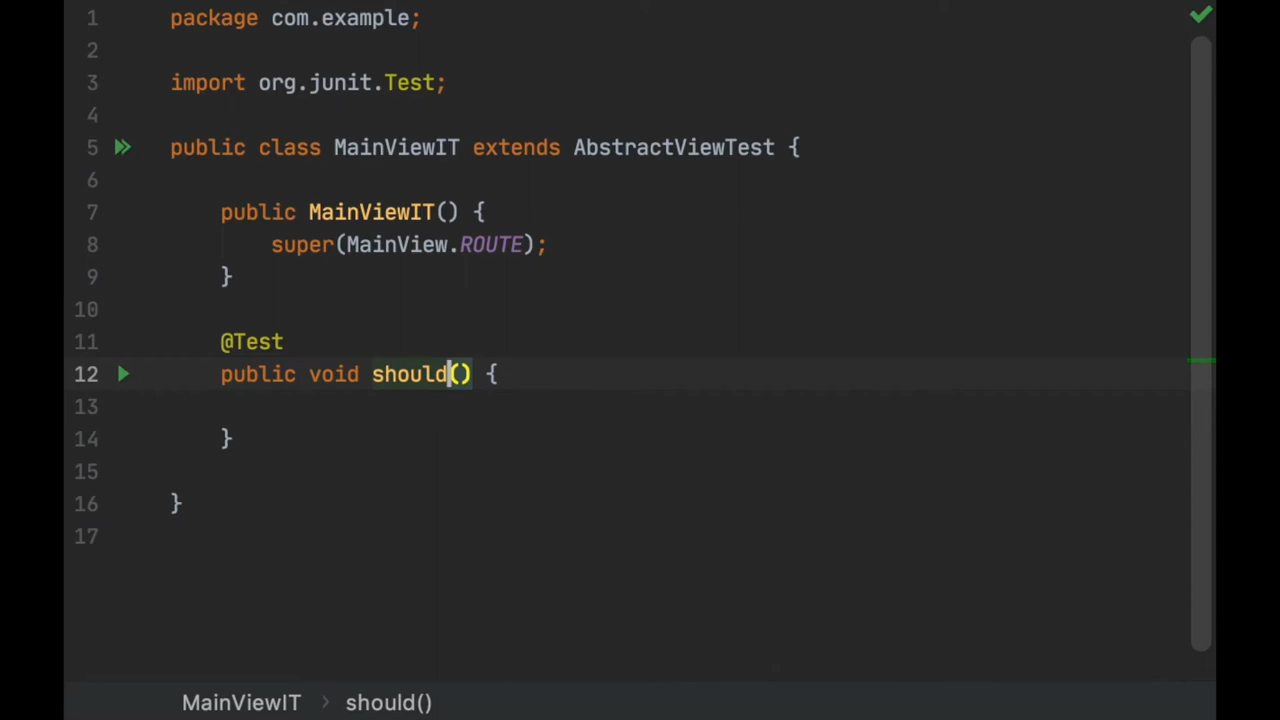 1 package com.example;
2
3 import org.junit.Test;
4
5 public class MainViewIT extends AbstractViewTest {
6
7     public MainViewIT() {
8         super(MainView.ROUTE);
9     }
10
11     @Test
12     public void should() {
13
14     }
15
16 }
17
MainViewIT > should()